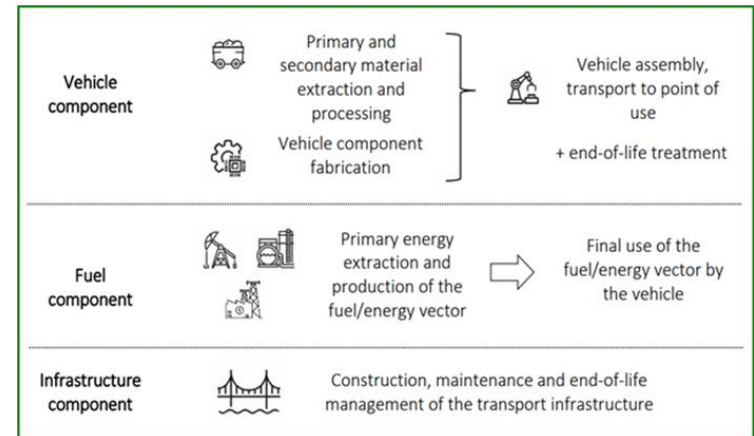 Vehicle
component
Primary and
secondary material
extraction and
processing
Vehicle component
fabrication
Vehicle assembly,
transport to point of
use
+ end-of-life treatment
Fuel
component
Primary energy
extraction and
production of the
fuel/energy vector
Final use of the
fuel/energy vector by
the vehicle
Infrastructure
component
Construction, maintenance and end-of-life
management of the transport infrastructure